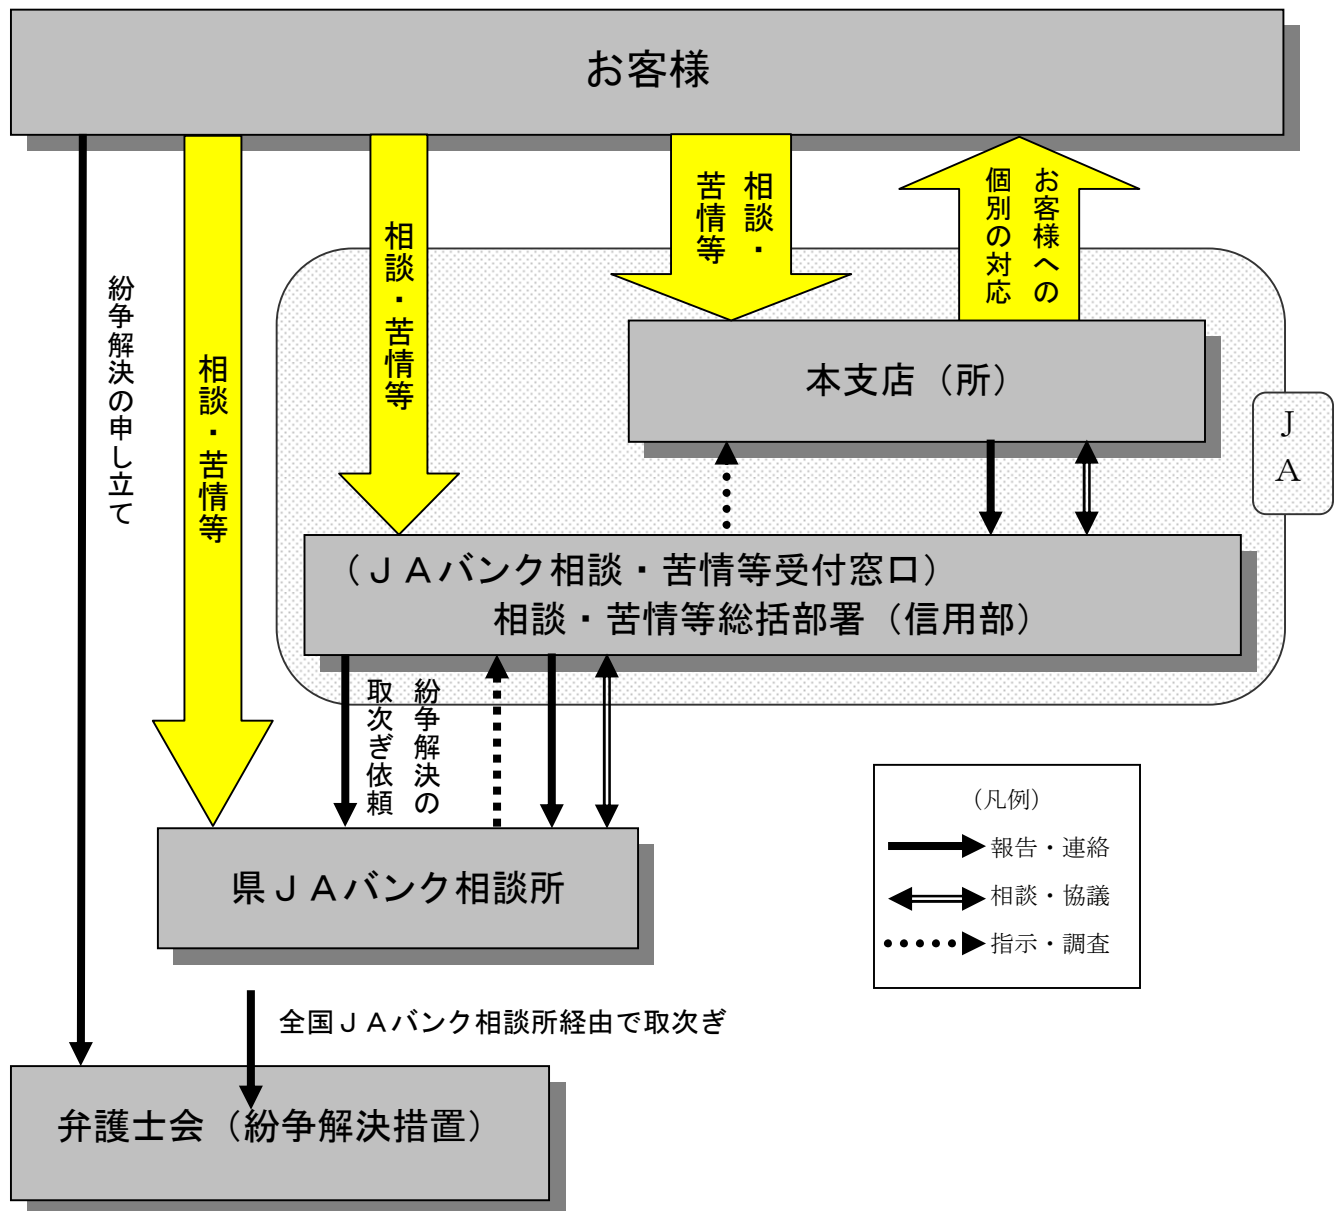 お客様
紛争解決の申し立て
相談・苦情等
相談・苦情等
相談・
苦情等
お客様への
個別の対応
本支店（所）
Ｊ
Ａ
（ＪＡバンク相談・苦情等受付窓口）
相談・苦情等総括部署（信用部）
紛争解決の
取次ぎ依頼
県ＪＡバンク相談所
（凡例）
報告・連絡
相談・協議
指示・調査
全国ＪＡバンク相談所経由で取次ぎ
弁護士会（紛争解決措置）